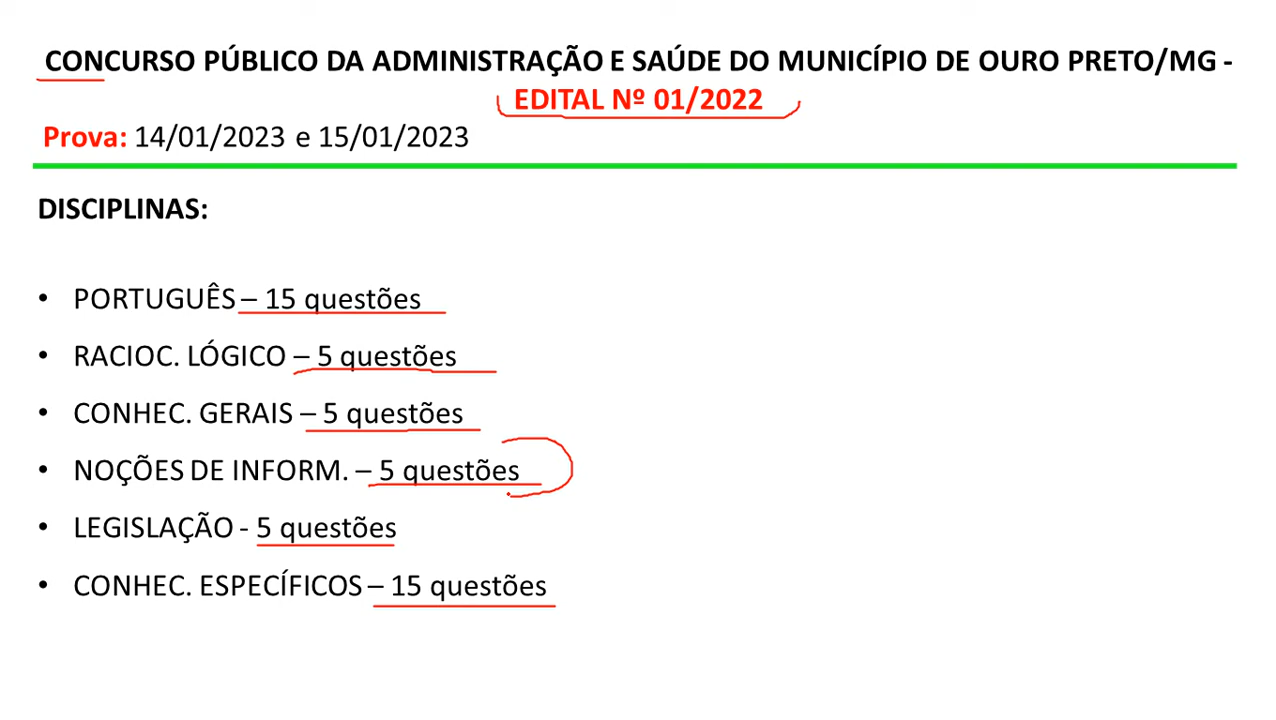 CONCURSO PÚBLICO DA ADMINISTRAÇÃO E SAÚDE DO MUNICÍPIO DE OURO PRETO/MG -
EDITAL Nº 01/2022
Prova: 14/01/2023 e 15/01/2023
DISCIPLINAS:
• PORTUGUÊS – 15 questões
• RACIOC. LÓGICO – 5 questões
• CONHEC. GERAIS – 5 questões
• NOÇÕES DE INFORM. – 5 questões
• LEGISLAÇÃO - 5 questões
• CONHEC. ESPECÍFICOS – 15 questões